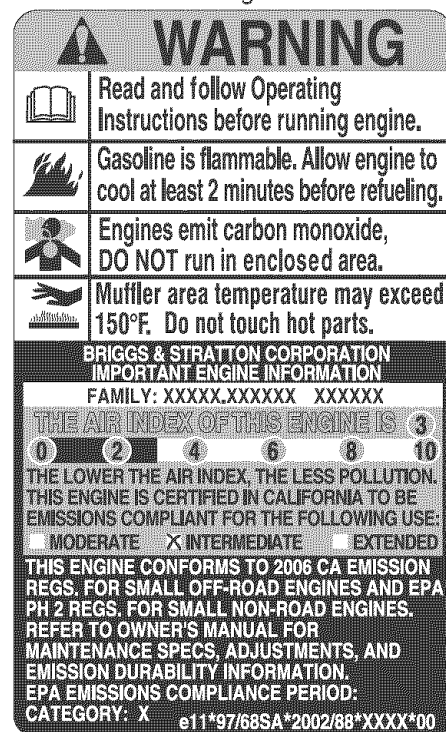 WARNING
Read and follow Operating
Instructions before running engine.
Gasoline is flammable. Allow engine to
cool at least 2 minutes before refueling.
Engines emit carbon monoxide,
DO NOT run in enclosed area.
Muffler area temperature may exceed
150°F. Do not touch hot parts.
BRIGGS & STRATTON CORPORATION
IMPORTANT ENGINE INFORMATION
FAMILY: XXXXX.XXXXXX XXXXXX
THE AIR INDEX OF THIS ENGINE IS 3
0 2 4 6 8 10
THE LOWER THE AIR INDEX, THE LESS POLLUTION.
THIS ENGINE IS CERTIFIED IN CALIFORNIA TO BE
EMISSIONS COMPLIANT FOR THE FOLLOWING USE:
MODERATE X INTERMEDIATE EXTENDED
THIS ENGINE CONFORMS TO 2006 CA EMISSION
REGS. FOR SMALL OFF-ROAD ENGINES AND EPA
PH 2 REGS. FOR SMALL NON-ROAD ENGINES.
REFER TO OWNER'S MANUAL FOR
MAINTENANCE SPECS, ADJUSTMENTS, AND
EMISSION DURABILITY INFORMATION.
EPA EMISSIONS COMPLIANCE PERIOD:
CATEGORY: X e11*97/68SA*2002/88*XXXX*00